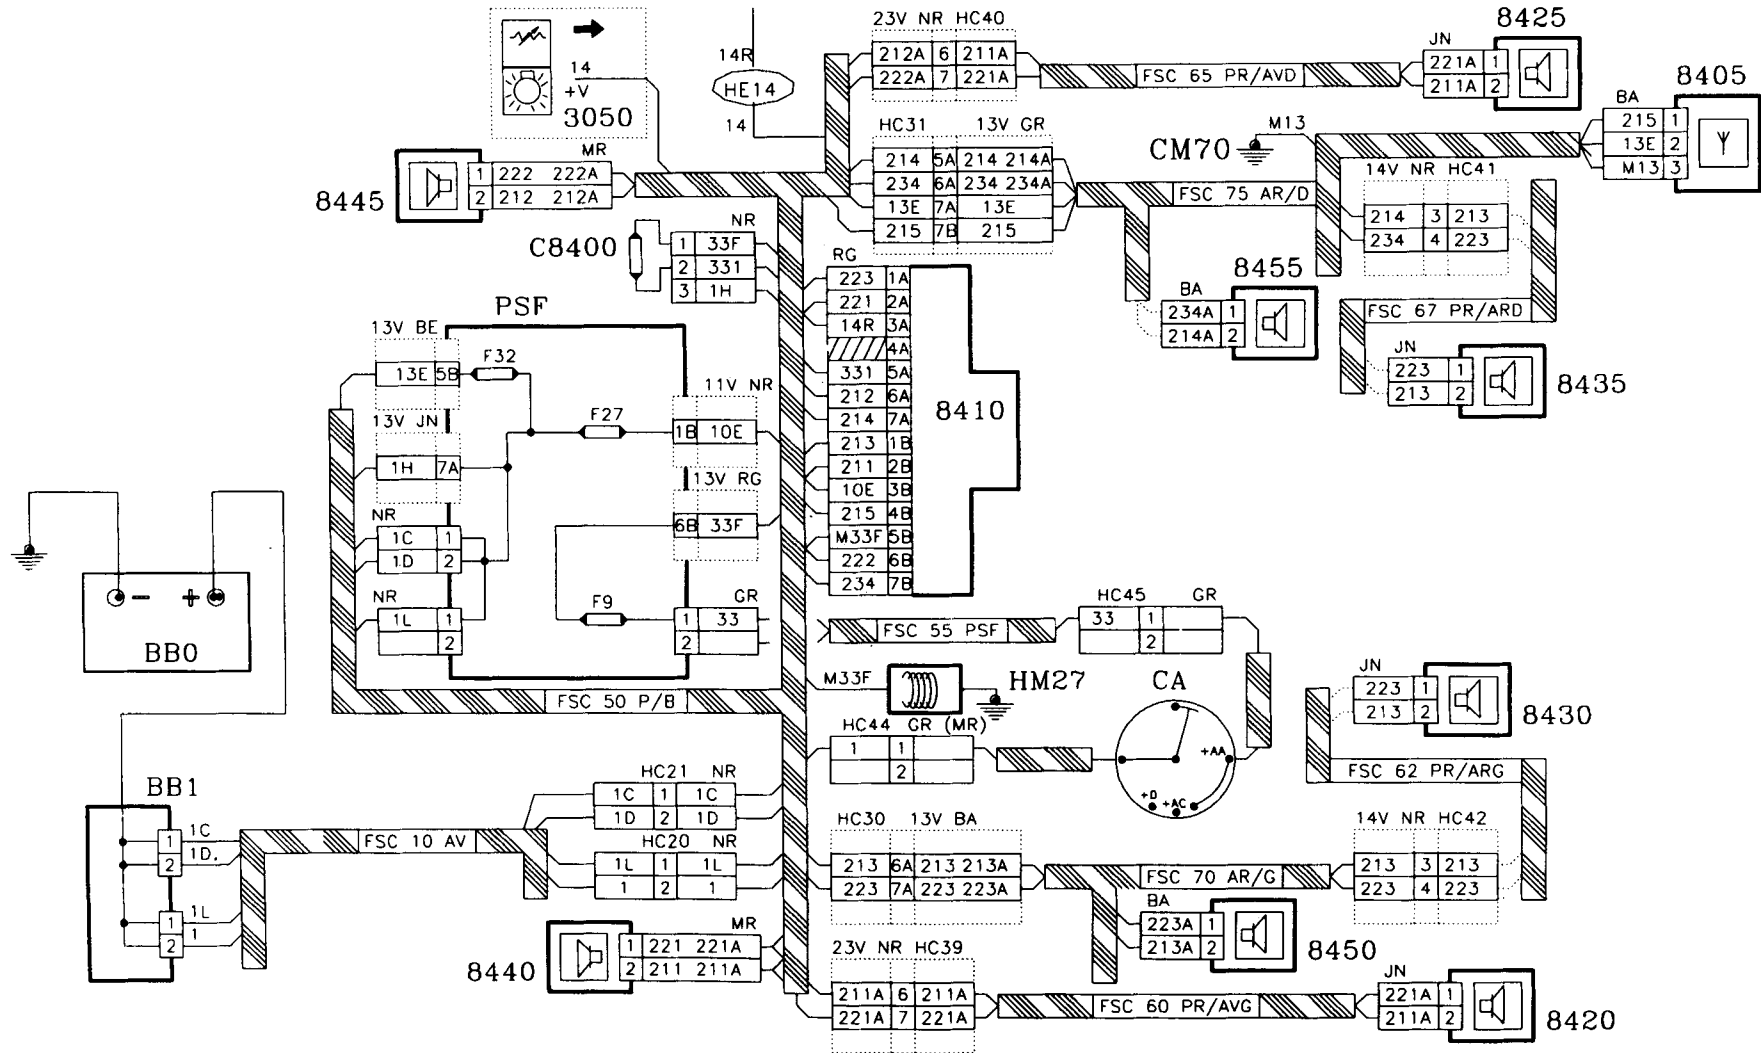 14
+V
3050
14R
HE14
14
23V NR HC40
212A 6 211A
222A 7 221A
FSC 65 PR/AVD
8425
JN
221A 1
211A 2
8405
BA
215 1
13E 2
M13 3
HC31 13V GR
214 5A 214 214A
234 6A 234 234A
13E 7A 13E
215 7B 215
M13
CM70
FSC 75 AR/D
14V NR HC41
214 3 213
234 4 223
MR
1 222 222A
2 212 212A
8445
C8400
NR
1 33F
2 331
3 1H
RG
223 1A
221 2A
14R 3A
4A
331 5A
212 6A
214 7A
213 1B
211 2B
10E 3B
215 4B
M33F 5B
222 6B
234 7B
8410
8455
BA
234A 1
214A 2
FSC 67 PR/ARD
JN
223 1
213 2
8435
PSF
13V BE
13E 5B
F32
13V JN
1H 7A
F27
11V NR
1B 10E
13V RG
6B 33F
NR
1C 1
1D 2
NR
1L 1
2
F9
GR
1 33
2
BB0
− +
FSC 50 P/B
FSC 55 PSF
HC45 GR
33 1
2
M33F
HM27
CA
+AA
+D
+AC
HC44 GR (MR)
1 1
2
JN
223 1
213 2
8430
FSC 62 PR/ARG
BB1
1 1C
2 1D.
1 1L
2 1
FSC 10 AV
HC21 NR
1C 1 1C
1D 2 1D
HC20 NR
1L 1 1L
1 2 1
HC30 13V BA
213 6A 213 213A
223 7A 223 223A
FSC 70 AR/G
14V NR HC42
213 3 213
223 4 223
BA
223A 1
213A 2
8450
MR
1 221 221A
2 211 211A
8440
23V NR HC39
211A 6 211A
221A 7 221A
FSC 60 PR/AVG
JN
221A 1
211A 2
8420